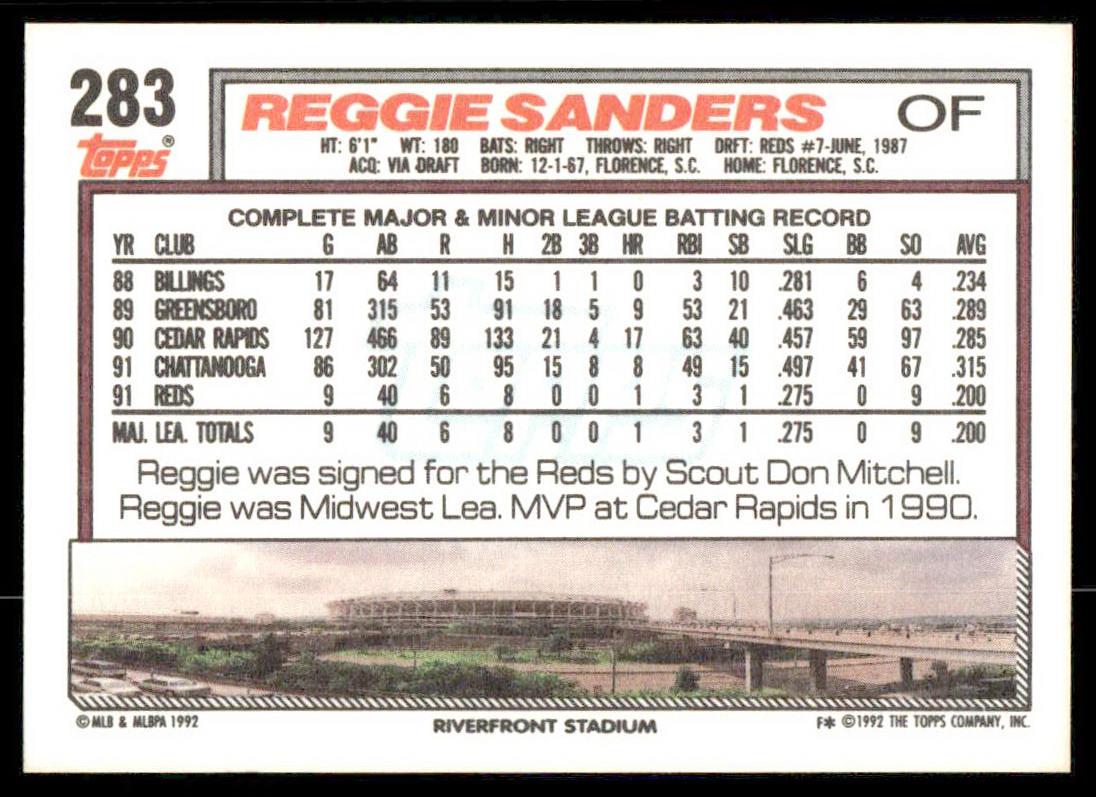 283
Topps®
REGGIE SANDERS OF
HT: 6'1" WT: 180 BATS: RIGHT THROWS: RIGHT DRFT: REDS #7-JUNE, 1987
ACQ: VIA DRAFT BORN: 12-1-67, FLORENCE, S.C. HOME: FLORENCE, S.C.
COMPLETE MAJOR & MINOR LEAGUE BATTING RECORD
YR CLUB G AB R H 2B 3B HR RBI SB SLG BB SO AVG
88 BILLINGS 17 64 11 15 1 1 0 3 10 .281 6 4 .234
89 GREENSBORO 81 315 53 91 18 5 9 53 21 .463 29 63 .289
90 CEDAR RAPIDS 127 466 89 133 21 4 17 63 40 .457 59 97 .285
91 CHATTANOOGA 86 302 50 95 15 8 8 49 15 .497 41 67 .315
91 REDS 9 40 6 8 0 0 1 3 1 .275 0 9 .200
MAJ. LEA. TOTALS 9 40 6 8 0 0 1 3 1 .275 0 9 .200
Reggie was signed for the Reds by Scout Don Mitchell.
Reggie was Midwest Lea. MVP at Cedar Rapids in 1990.
© MLB & MLBPA 1992 RIVERFRONT STADIUM F* © 1992 THE TOPPS COMPANY, INC.